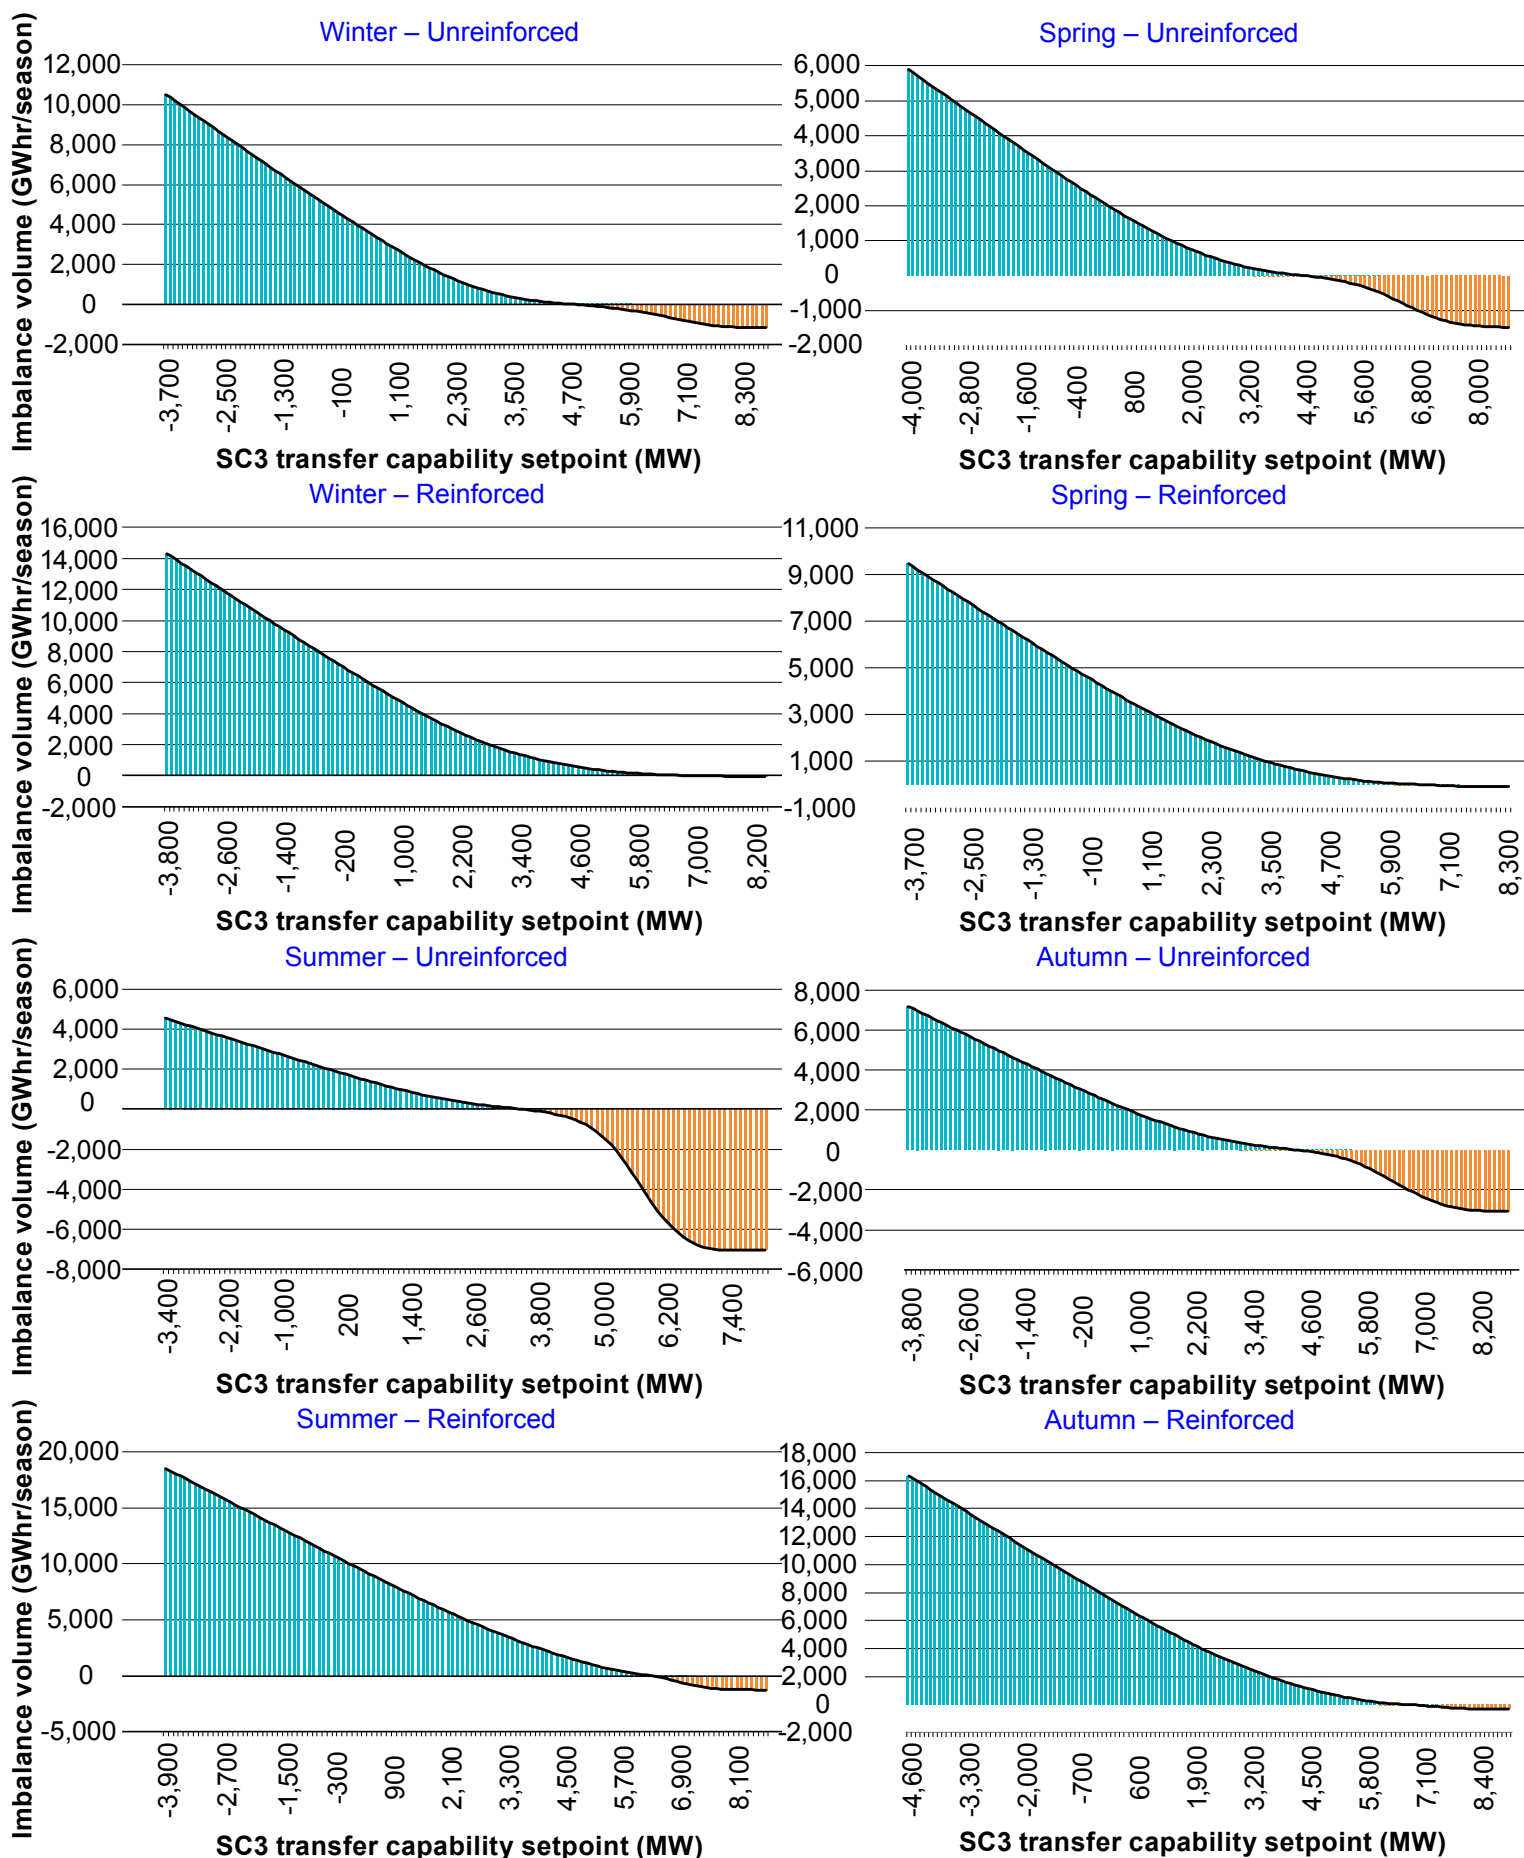 Winter – Unreinforced
Imbalance volume (GWhr/season)
12,000
10,000
8,000
6,000
4,000
2,000
0
-2,000
-3,700 -2,500 -1,300 -100 1,100 2,300 3,500 4,700 5,900 7,100 8,300
SC3 transfer capability setpoint (MW)
Spring – Unreinforced
6,000
5,000
4,000
3,000
2,000
1,000
0
-1,000
-2,000
-4,000 -2,800 -1,600 -400 800 2,000 3,200 4,400 5,600 6,800 8,000
SC3 transfer capability setpoint (MW)
Winter – Reinforced
Imbalance volume (GWhr/season)
16,000
14,000
12,000
10,000
8,000
6,000
4,000
2,000
0
-2,000
-3,800 -2,600 -1,400 -200 1,000 2,200 3,400 4,600 5,800 7,000 8,200
SC3 transfer capability setpoint (MW)
Spring – Reinforced
11,000
9,000
7,000
5,000
3,000
1,000
-1,000
-3,700 -2,500 -1,300 -100 1,100 2,300 3,500 4,700 5,900 7,100 8,300
SC3 transfer capability setpoint (MW)
Summer – Unreinforced
Imbalance volume (GWhr/season)
6,000
4,000
2,000
0
-2,000
-4,000
-6,000
-8,000
-3,400 -2,200 -1,000 200 1,400 2,600 3,800 5,000 6,200 7,400
SC3 transfer capability setpoint (MW)
Autumn – Unreinforced
8,000
6,000
4,000
2,000
0
-2,000
-4,000
-6,000
-3,800 -2,600 -1,400 -200 1,000 2,200 3,400 4,600 5,800 7,000 8,200
SC3 transfer capability setpoint (MW)
Summer – Reinforced
Imbalance volume (GWhr/season)
20,000
15,000
10,000
5,000
0
-5,000
-3,900 -2,700 -1,500 -300 900 2,100 3,300 4,500 5,700 6,900 8,100
SC3 transfer capability setpoint (MW)
Autumn – Reinforced
18,000
16,000
14,000
12,000
10,000
8,000
6,000
4,000
2,000
0
-2,000
-4,600 -3,300 -2,000 -700 600 1,900 3,200 4,500 5,800 7,100 8,400
SC3 transfer capability setpoint (MW)